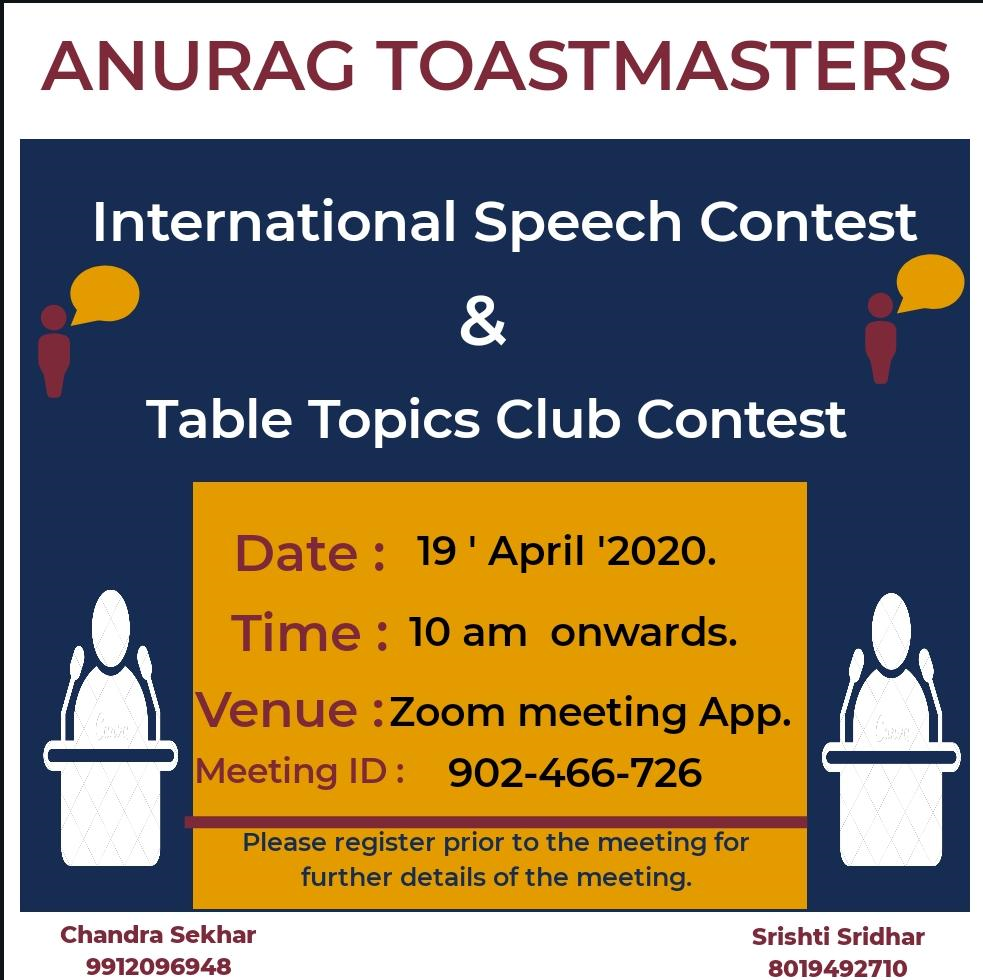 ANURAG TOASTMASTERS
International Speech Contest
&
Table Topics Club Contest
Date : 19 ' April '2020.
Time : 10 am onwards.
Venue : Zoom meeting App.
Meeting ID : 902-466-726
Please register prior to the meeting for
further details of the meeting.
Chandra Sekhar
9912096948
Srishti Sridhar
8019492710